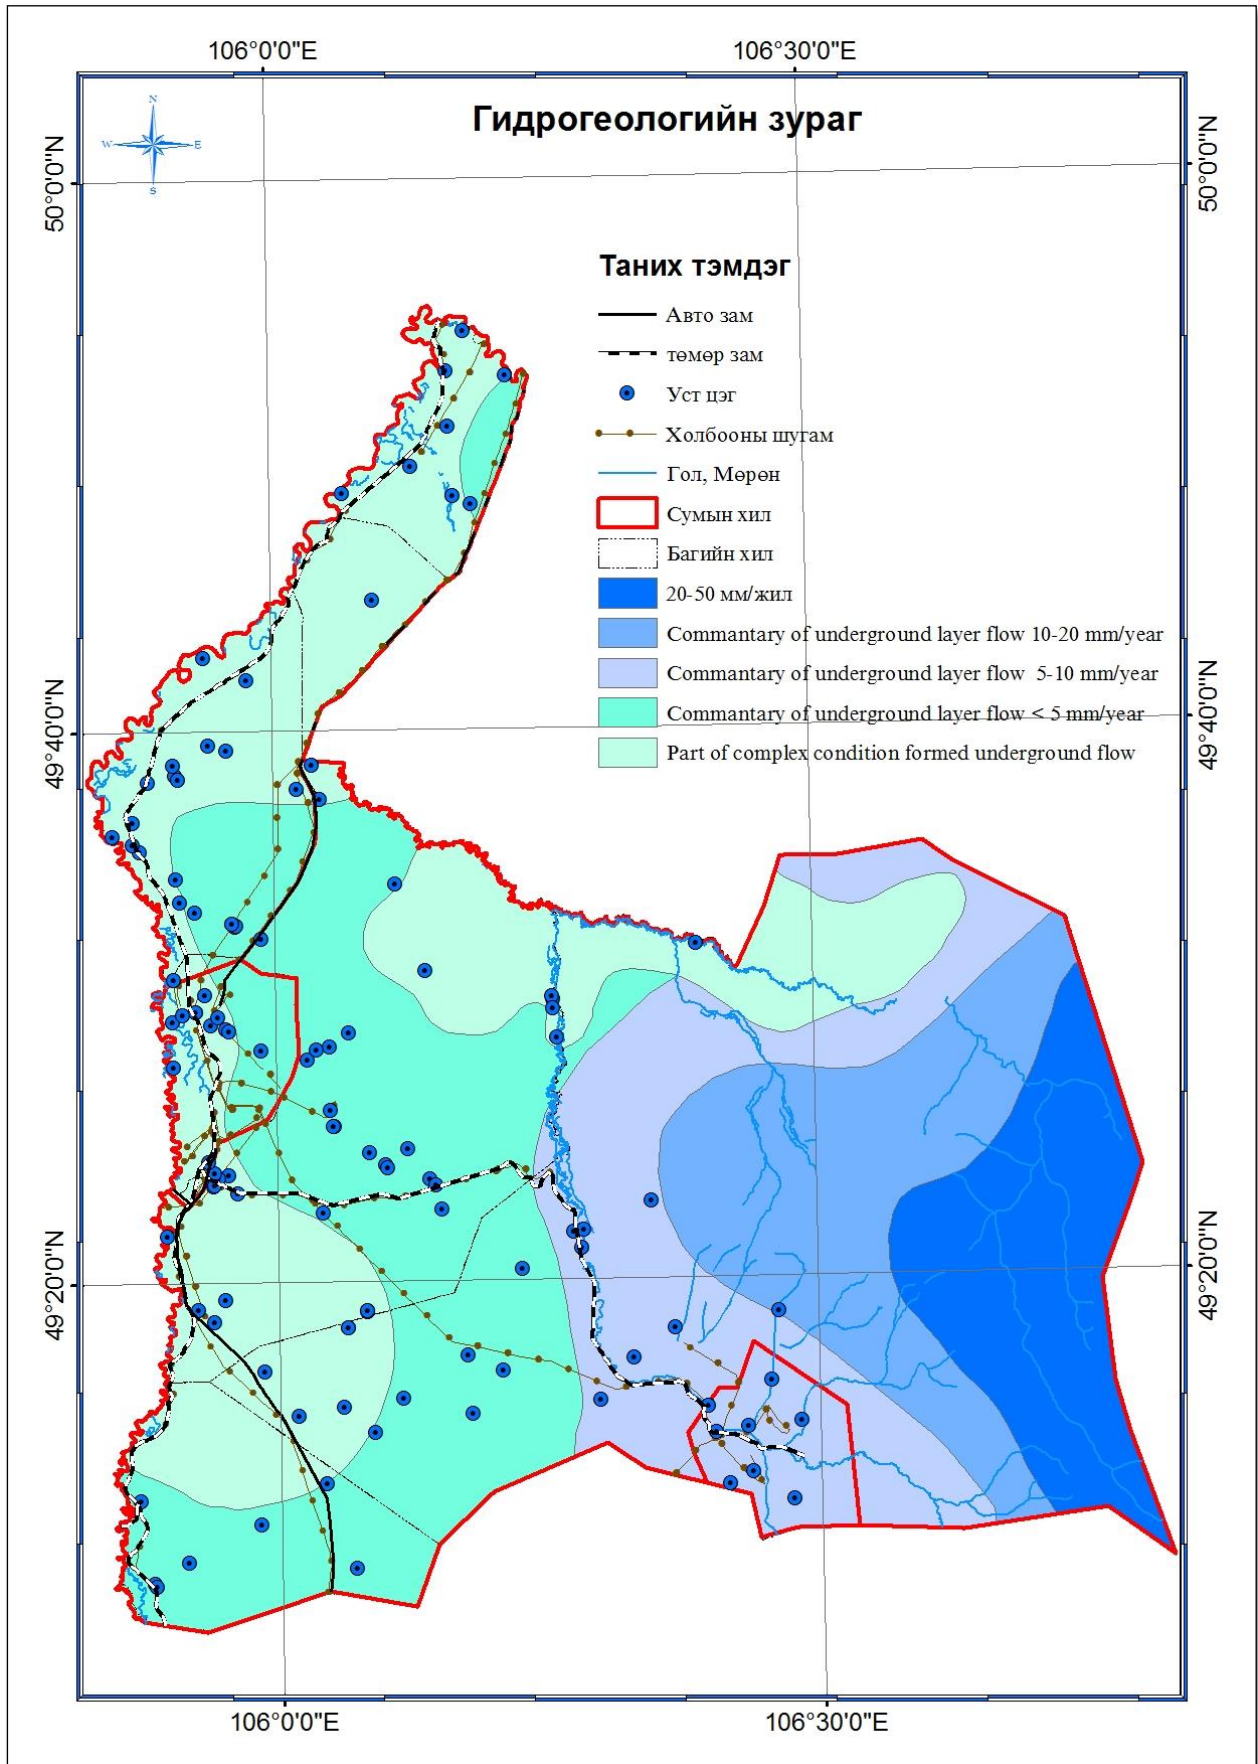 106°0'0"E
106°30'0"E
Гидрогеологийн зураг
N
W
E
S
50°0'0"N
50°0'0"N
Таних тэмдэг
Авто зам
төмөр зам
Уст цэг
Холбооны шугам
Гол, Мөрөн
Сумын хил
Багийн хил
20-50 мм/жил
Commantary of underground layer flow 10-20 mm/year
Commantary of underground layer flow 5-10 mm/year
Commantary of underground layer flow < 5 mm/year
Part of complex condition formed underground flow
49°40'0"N
49°40'0"N
49°20'0"N
49°20'0"N
106°0'0"E
106°30'0"E